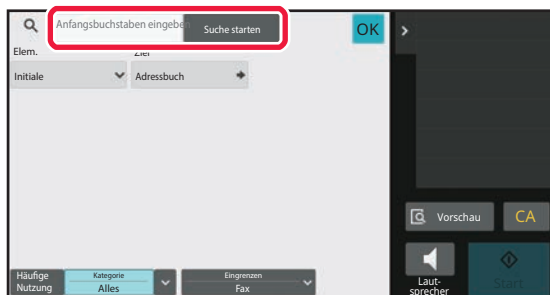 Anfangsbuchstaben eingeben
Suche starten
OK
Elem.
Ziel
Initiale
Adressbuch
Vorschau
CA
Häufige
Nutzung
Kategorie
Alles
Eingrenzen
Fax
Laut-
sprecher
Start